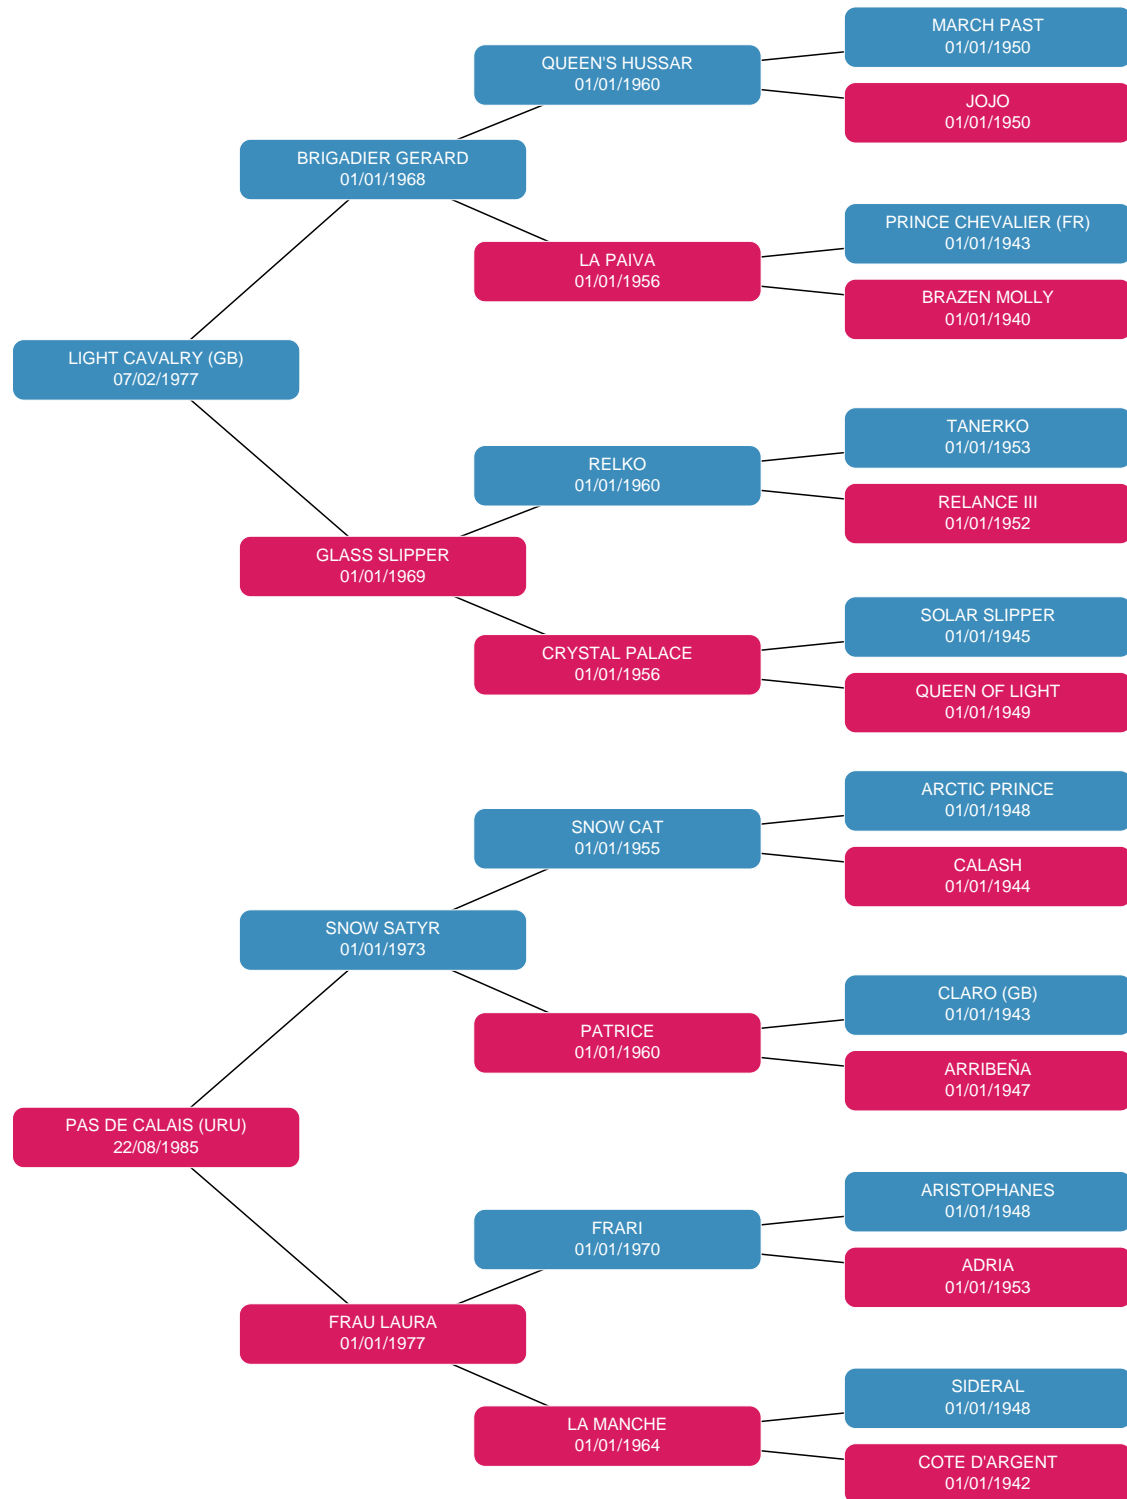 MARCH PAST
01/01/1950
QUEEN'S HUSSAR
01/01/1960
JOJO
01/01/1950
BRIGADIER GERARD
01/01/1968
PRINCE CHEVALIER (FR)
01/01/1943
LA PAIVA
01/01/1956
BRAZEN MOLLY
01/01/1940
LIGHT CAVALRY (GB)
07/02/1977
TANERKO
01/01/1953
RELKO
01/01/1960
RELANCE III
01/01/1952
GLASS SLIPPER
01/01/1969
SOLAR SLIPPER
01/01/1945
CRYSTAL PALACE
01/01/1956
QUEEN OF LIGHT
01/01/1949
ARCTIC PRINCE
01/01/1948
SNOW CAT
01/01/1955
CALASH
01/01/1944
SNOW SATYR
01/01/1973
CLARO (GB)
01/01/1943
PATRICE
01/01/1960
ARRIBEÑA
01/01/1947
PAS DE CALAIS (URU)
22/08/1985
ARISTOPHANES
01/01/1948
FRARI
01/01/1970
ADRIA
01/01/1953
FRAU LAURA
01/01/1977
SIDERAL
01/01/1948
LA MANCHE
01/01/1964
COTE D'ARGENT
01/01/1942